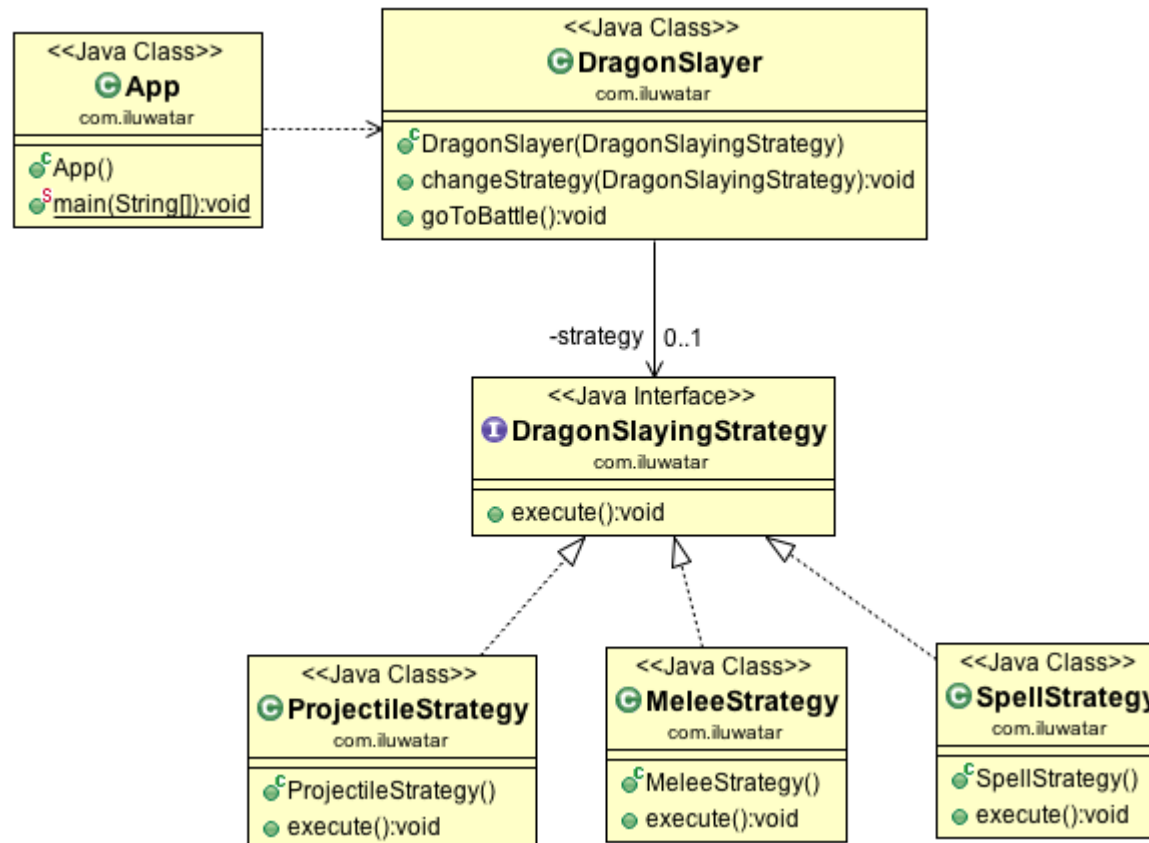 <<Java Class>>
App
com.iluwatar
App()
main(String[]):void
<<Java Class>>
DragonSlayer
com.iluwatar
DragonSlayer(DragonSlayingStrategy)
changeStrategy(DragonSlayingStrategy):void
goToBattle():void
-strategy 0..1
<<Java Interface>>
DragonSlayingStrategy
com.iluwatar
execute():void
<<Java Class>>
ProjectileStrategy
com.iluwatar
ProjectileStrategy()
execute():void
<<Java Class>>
MeleeStrategy
com.iluwatar
MeleeStrategy()
execute():void
<<Java Class>>
SpellStrategy
com.iluwatar
SpellStrategy()
execute():void